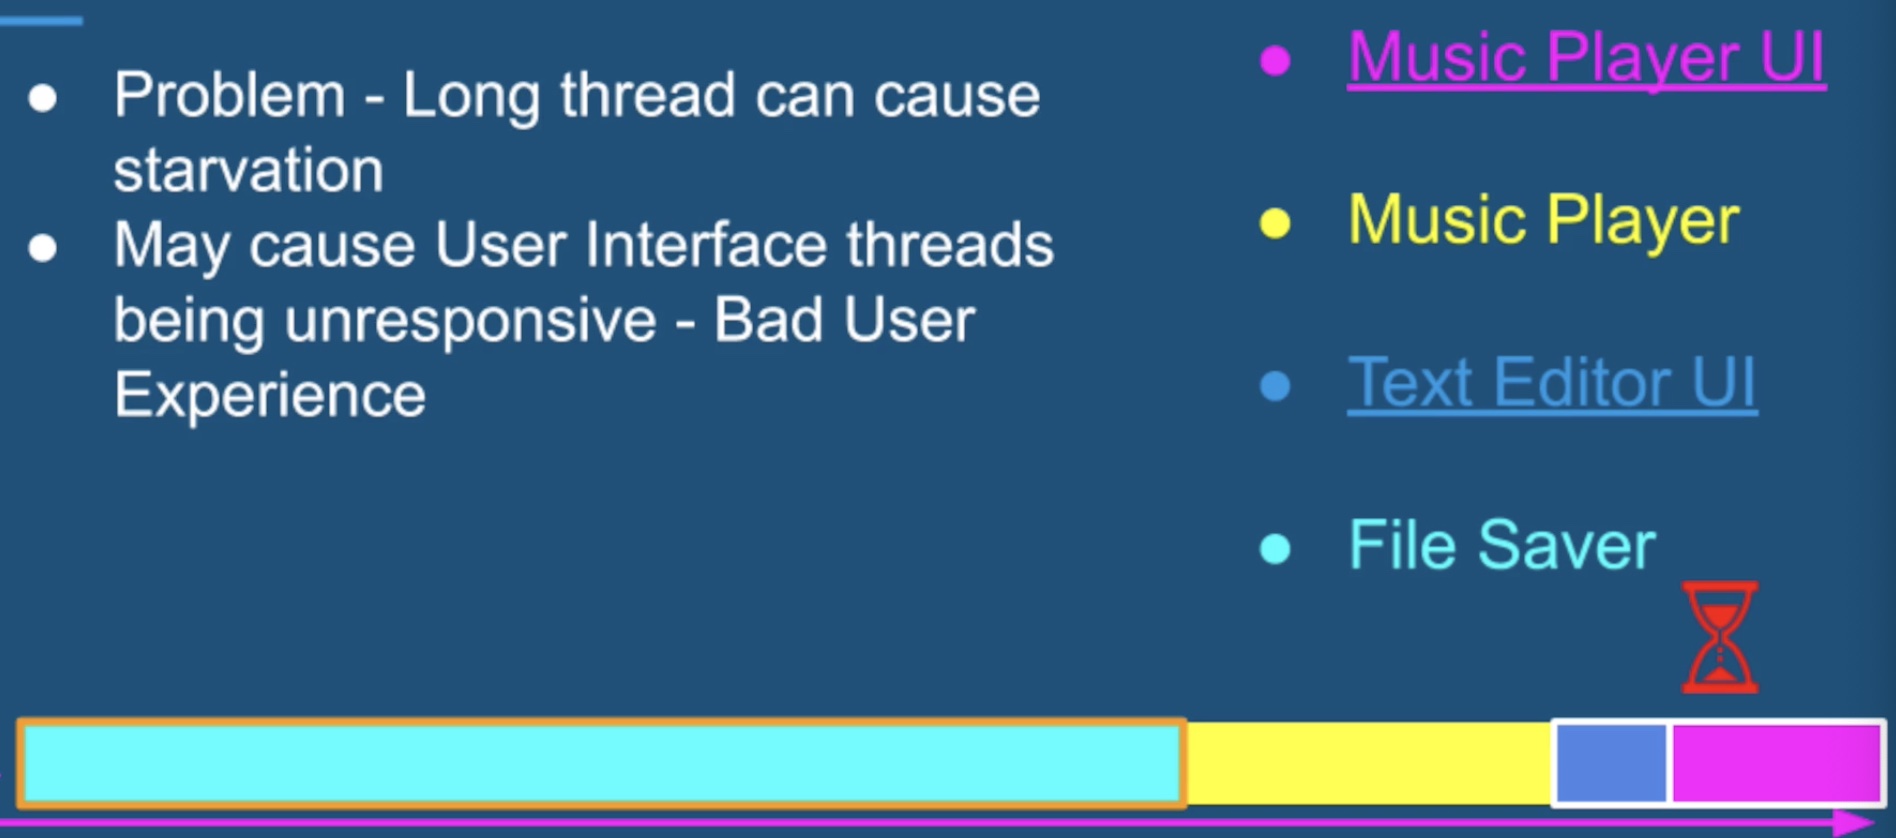 Problem - Long thread can cause
starvation
May cause User Interface threads
being unresponsive - Bad User
Experience
Music Player UI
Music Player
Text Editor UI
File Saver